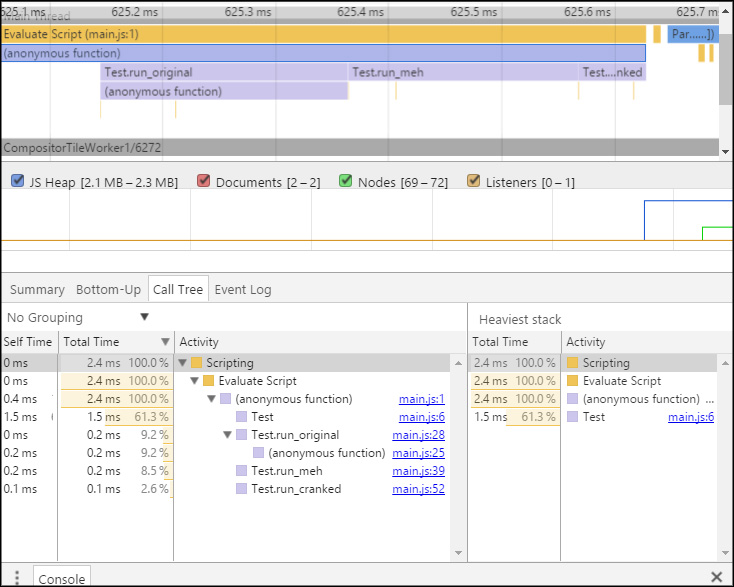 625.1 ms 625.2 ms 625.3 ms 625.4 ms 625.5 ms 625.6 ms 625.7 m
Main Thread
Evaluate Script (main.js:1) Par......])
(anonymous function)
Test.run_original Test.run_meh Test....nked
(anonymous function)
CompositorTileWorker1/6272
JS Heap [2.1 MB – 2.3 MB] Documents [2 – 2] Nodes [69 – 72] Listeners [0 – 1]
Summary Bottom-Up Call Tree Event Log
No Grouping ▼ Heaviest stack
Self Time Total Time ▼ Activity Total Time Activity
0 ms 2.4 ms 100.0 % ▼ Scripting 2.4 ms 100.0 % Scripting
0 ms 2.4 ms 100.0 % ▼ Evaluate Script 2.4 ms 100.0 % Evaluate Script
0.4 ms 2.4 ms 100.0 % ▼ (anonymous function) main.js:1 2.4 ms 100.0 % (anonymous function) ...
1.5 ms 1.5 ms 61.3 % Test main.js:6 1.5 ms 61.3 % Test main.js:6
0 ms 0.2 ms 9.2 % ▼ Test.run_original main.js:28
0.2 ms 0.2 ms 9.2 % (anonymous function) main.js:25
0.2 ms 0.2 ms 8.5 % Test.run_meh main.js:39
0.1 ms 0.1 ms 2.6 % Test.run_cranked main.js:52
Console